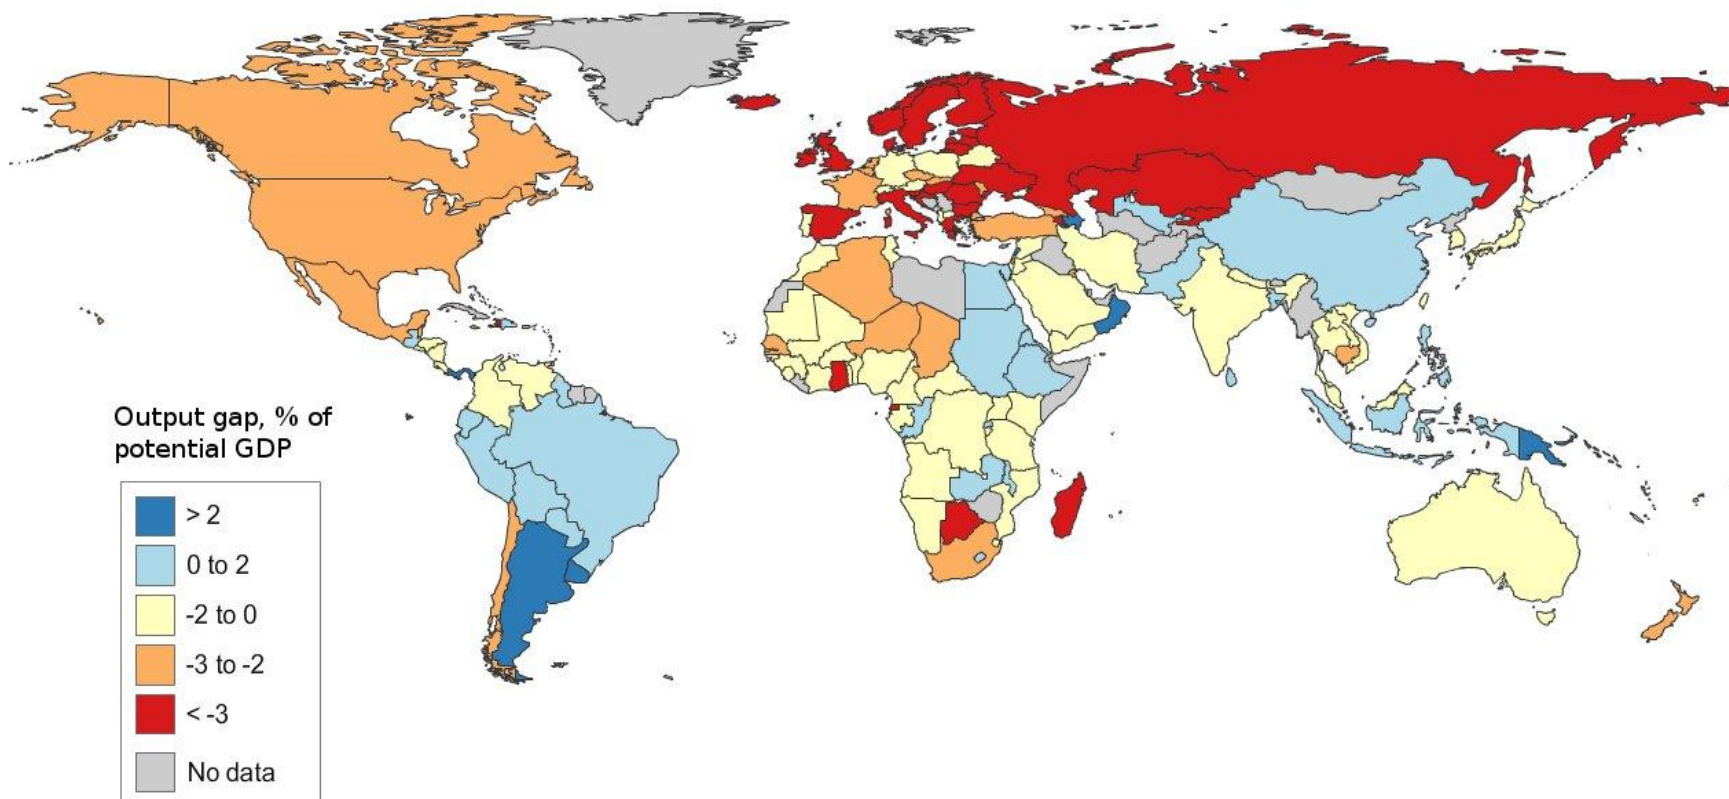 Output gap, % of
potential GDP
> 2
0 to 2
-2 to 0
-3 to -2
< -3
No data